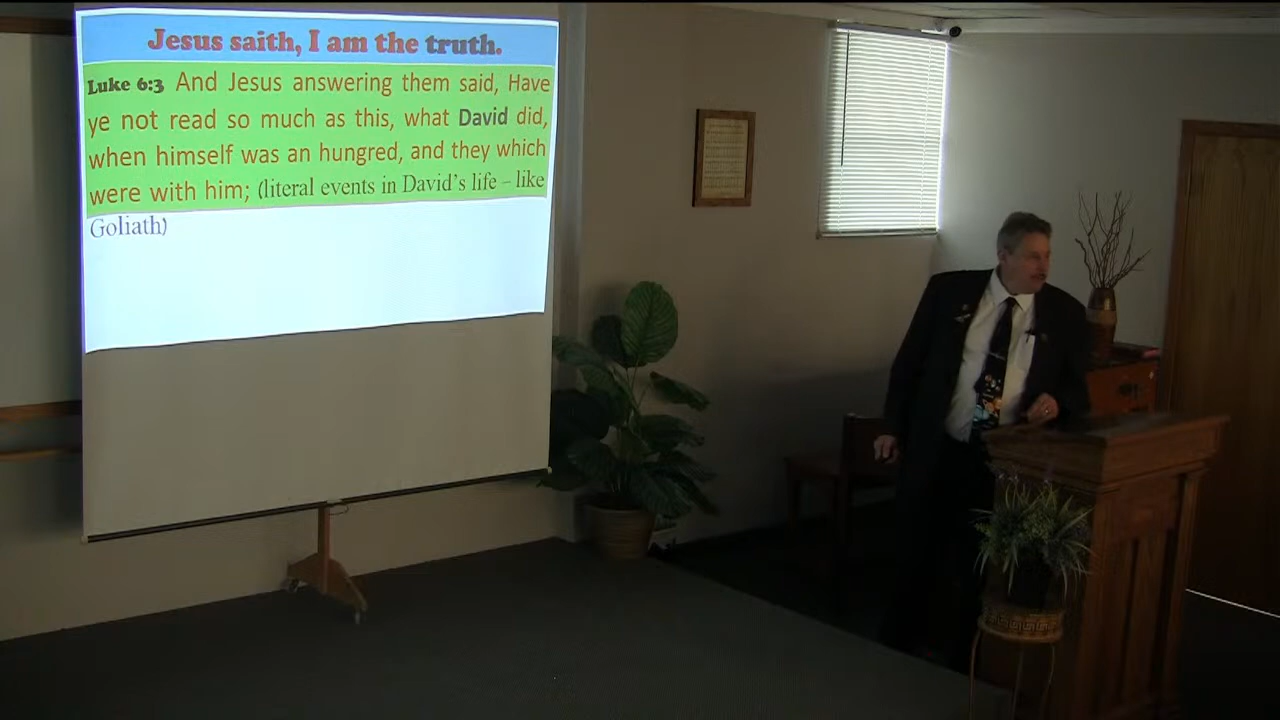 Jesus saith, I am the truth.
Luke 6:3 And Jesus answering them said, Have
ye not read so much as this, what David did,
when himself was an hungred, and they which
were with him; (literal events in David's life – like
Goliath)